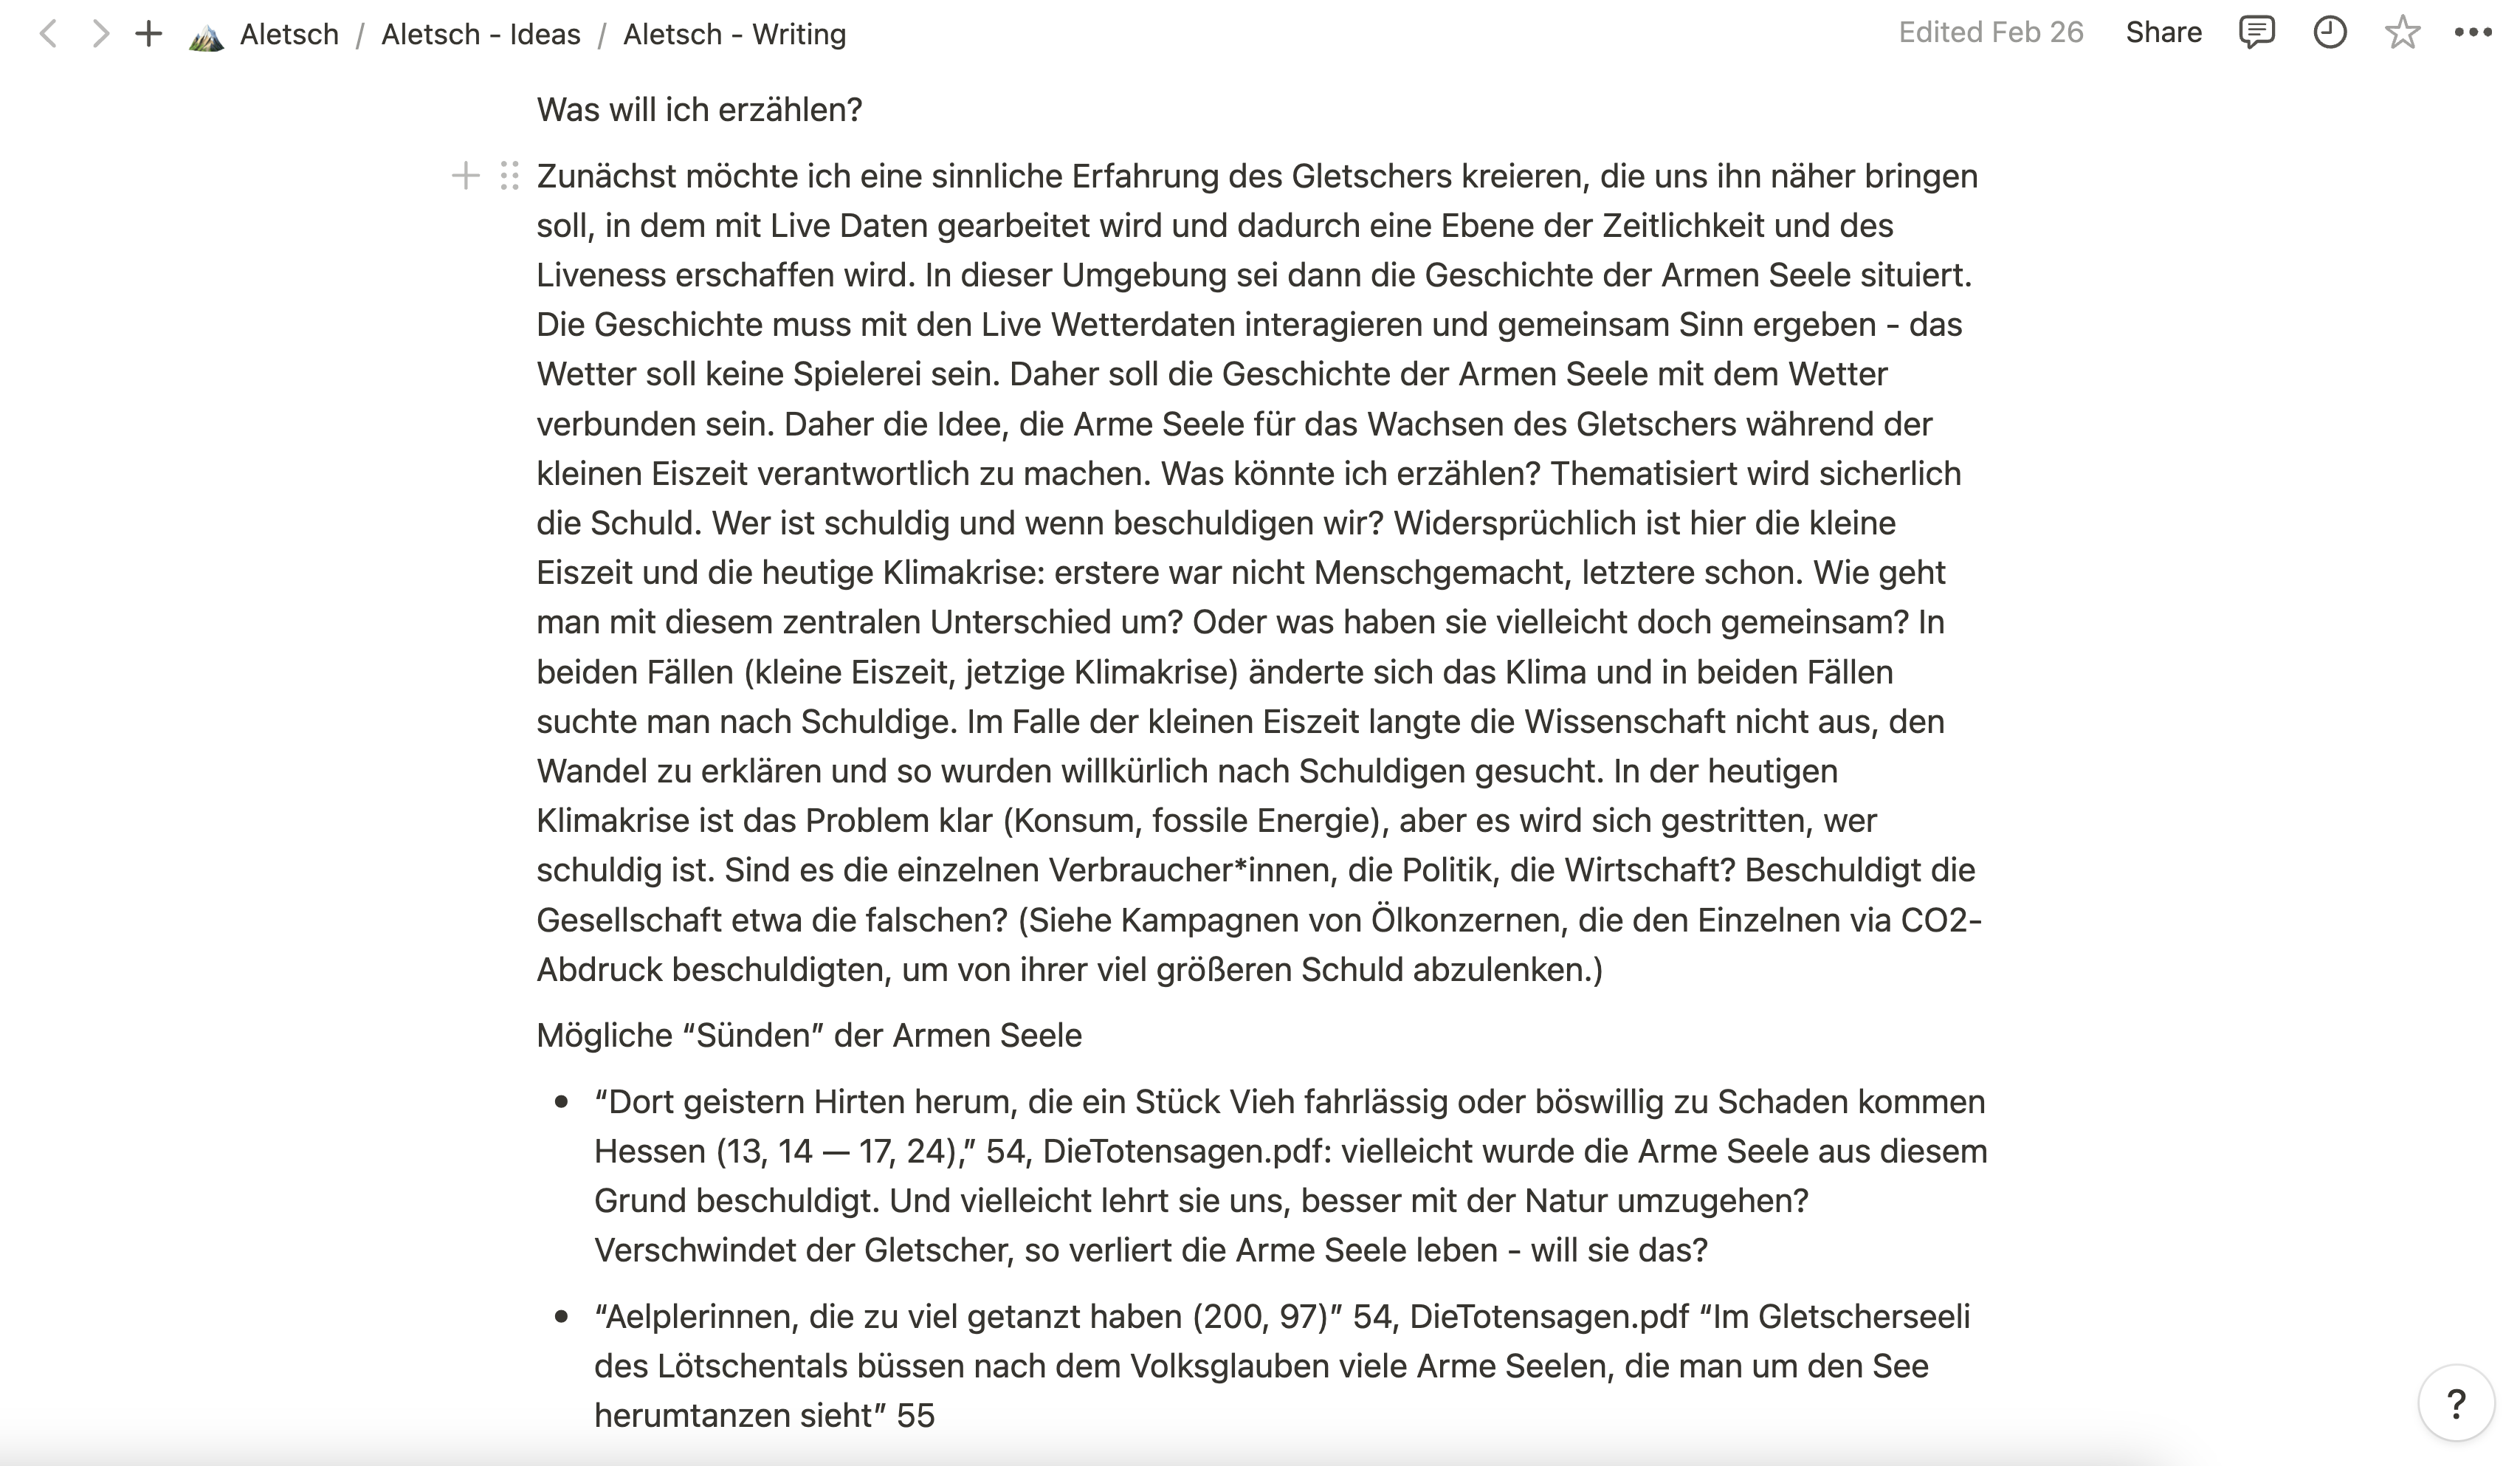 Aletsch / Aletsch - Ideas / Aletsch - Writing
Edited Feb 26 Share
Was will ich erzählen?
Zunächst möchte ich eine sinnliche Erfahrung des Gletschers kreieren, die uns ihn näher bringen
soll, in dem mit Live Daten gearbeitet wird und dadurch eine Ebene der Zeitlichkeit und des
Liveness erschaffen wird. In dieser Umgebung sei dann die Geschichte der Armen Seele situiert.
Die Geschichte muss mit den Live Wetterdaten interagieren und gemeinsam Sinn ergeben - das
Wetter soll keine Spielerei sein. Daher soll die Geschichte der Armen Seele mit dem Wetter
verbunden sein. Daher die Idee, die Arme Seele für das Wachsen des Gletschers während der
kleinen Eiszeit verantwortlich zu machen. Was könnte ich erzählen? Thematisiert wird sicherlich
die Schuld. Wer ist schuldig und wenn beschuldigen wir? Widersprüchlich ist hier die kleine
Eiszeit und die heutige Klimakrise: erstere war nicht Menschgemacht, letztere schon. Wie geht
man mit diesem zentralen Unterschied um? Oder was haben sie vielleicht doch gemeinsam? In
beiden Fällen (kleine Eiszeit, jetzige Klimakrise) änderte sich das Klima und in beiden Fällen
suchte man nach Schuldige. Im Falle der kleinen Eiszeit langte die Wissenschaft nicht aus, den
Wandel zu erklären und so wurden willkürlich nach Schuldigen gesucht. In der heutigen
Klimakrise ist das Problem klar (Konsum, fossile Energie), aber es wird sich gestritten, wer
schuldig ist. Sind es die einzelnen Verbraucher*innen, die Politik, die Wirtschaft? Beschuldigt die
Gesellschaft etwa die falschen? (Siehe Kampagnen von Ölkonzernen, die den Einzelnen via CO2-
Abdruck beschuldigten, um von ihrer viel größeren Schuld abzulenken.)
Mögliche “Sünden” der Armen Seele
• “Dort geistern Hirten herum, die ein Stück Vieh fahrlässig oder böswillig zu Schaden kommen
Hessen (13, 14 — 17, 24),” 54, DieTotensagen.pdf: vielleicht wurde die Arme Seele aus diesem
Grund beschuldigt. Und vielleicht lehrt sie uns, besser mit der Natur umzugehen?
Verschwindet der Gletscher, so verliert die Arme Seele leben - will sie das?
• “Aelplerinnen, die zu viel getanzt haben (200, 97)” 54, DieTotensagen.pdf “Im Gletscherseeli
des Lötschentals büssen nach dem Volksglauben viele Arme Seelen, die man um den See
herumtanzen sieht” 55
?